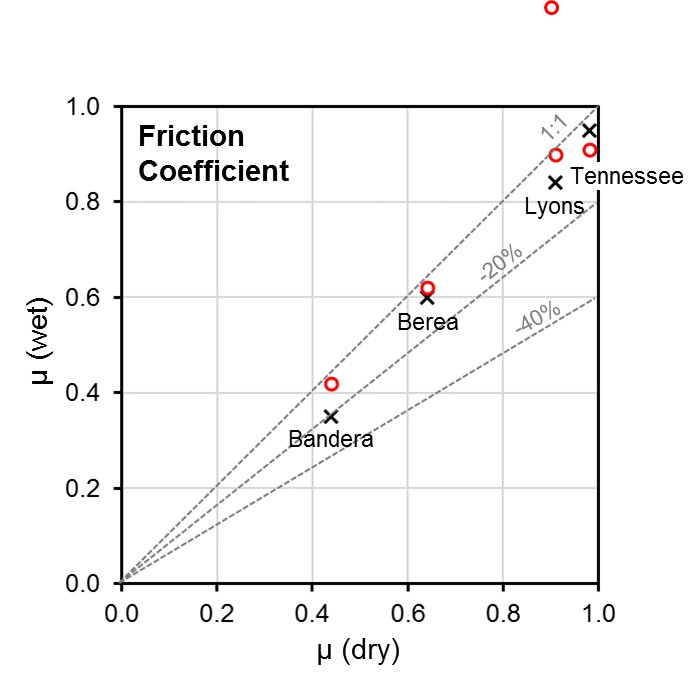 Friction
Coefficient
1:1
-20%
-40%
Tennessee
Lyons
Berea
Bandera
μ (wet)
1.0
0.8
0.6
0.4
0.2
0.0
0.0 0.2 0.4 0.6 0.8 1.0
μ (dry)